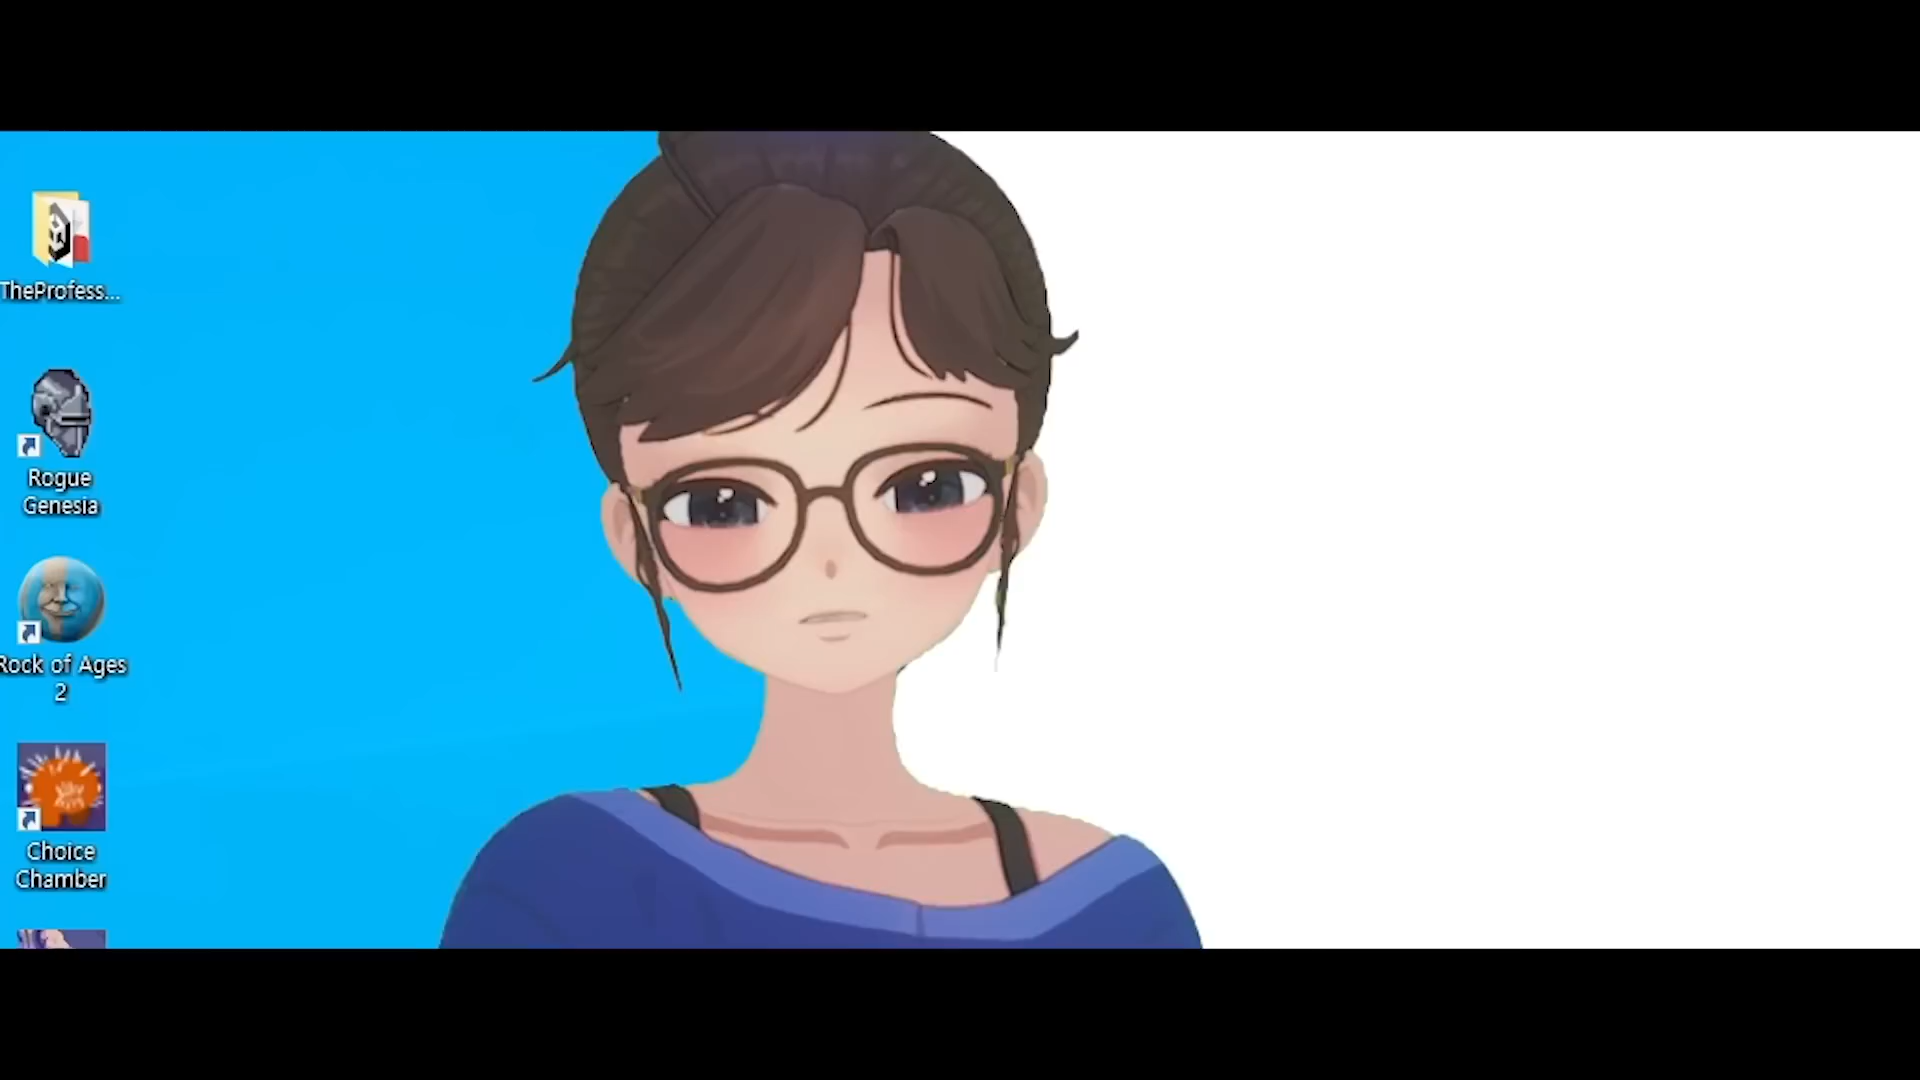 TheProfess...
Rogue
Genesia
Rock of Ages
2
Choice
Chamber